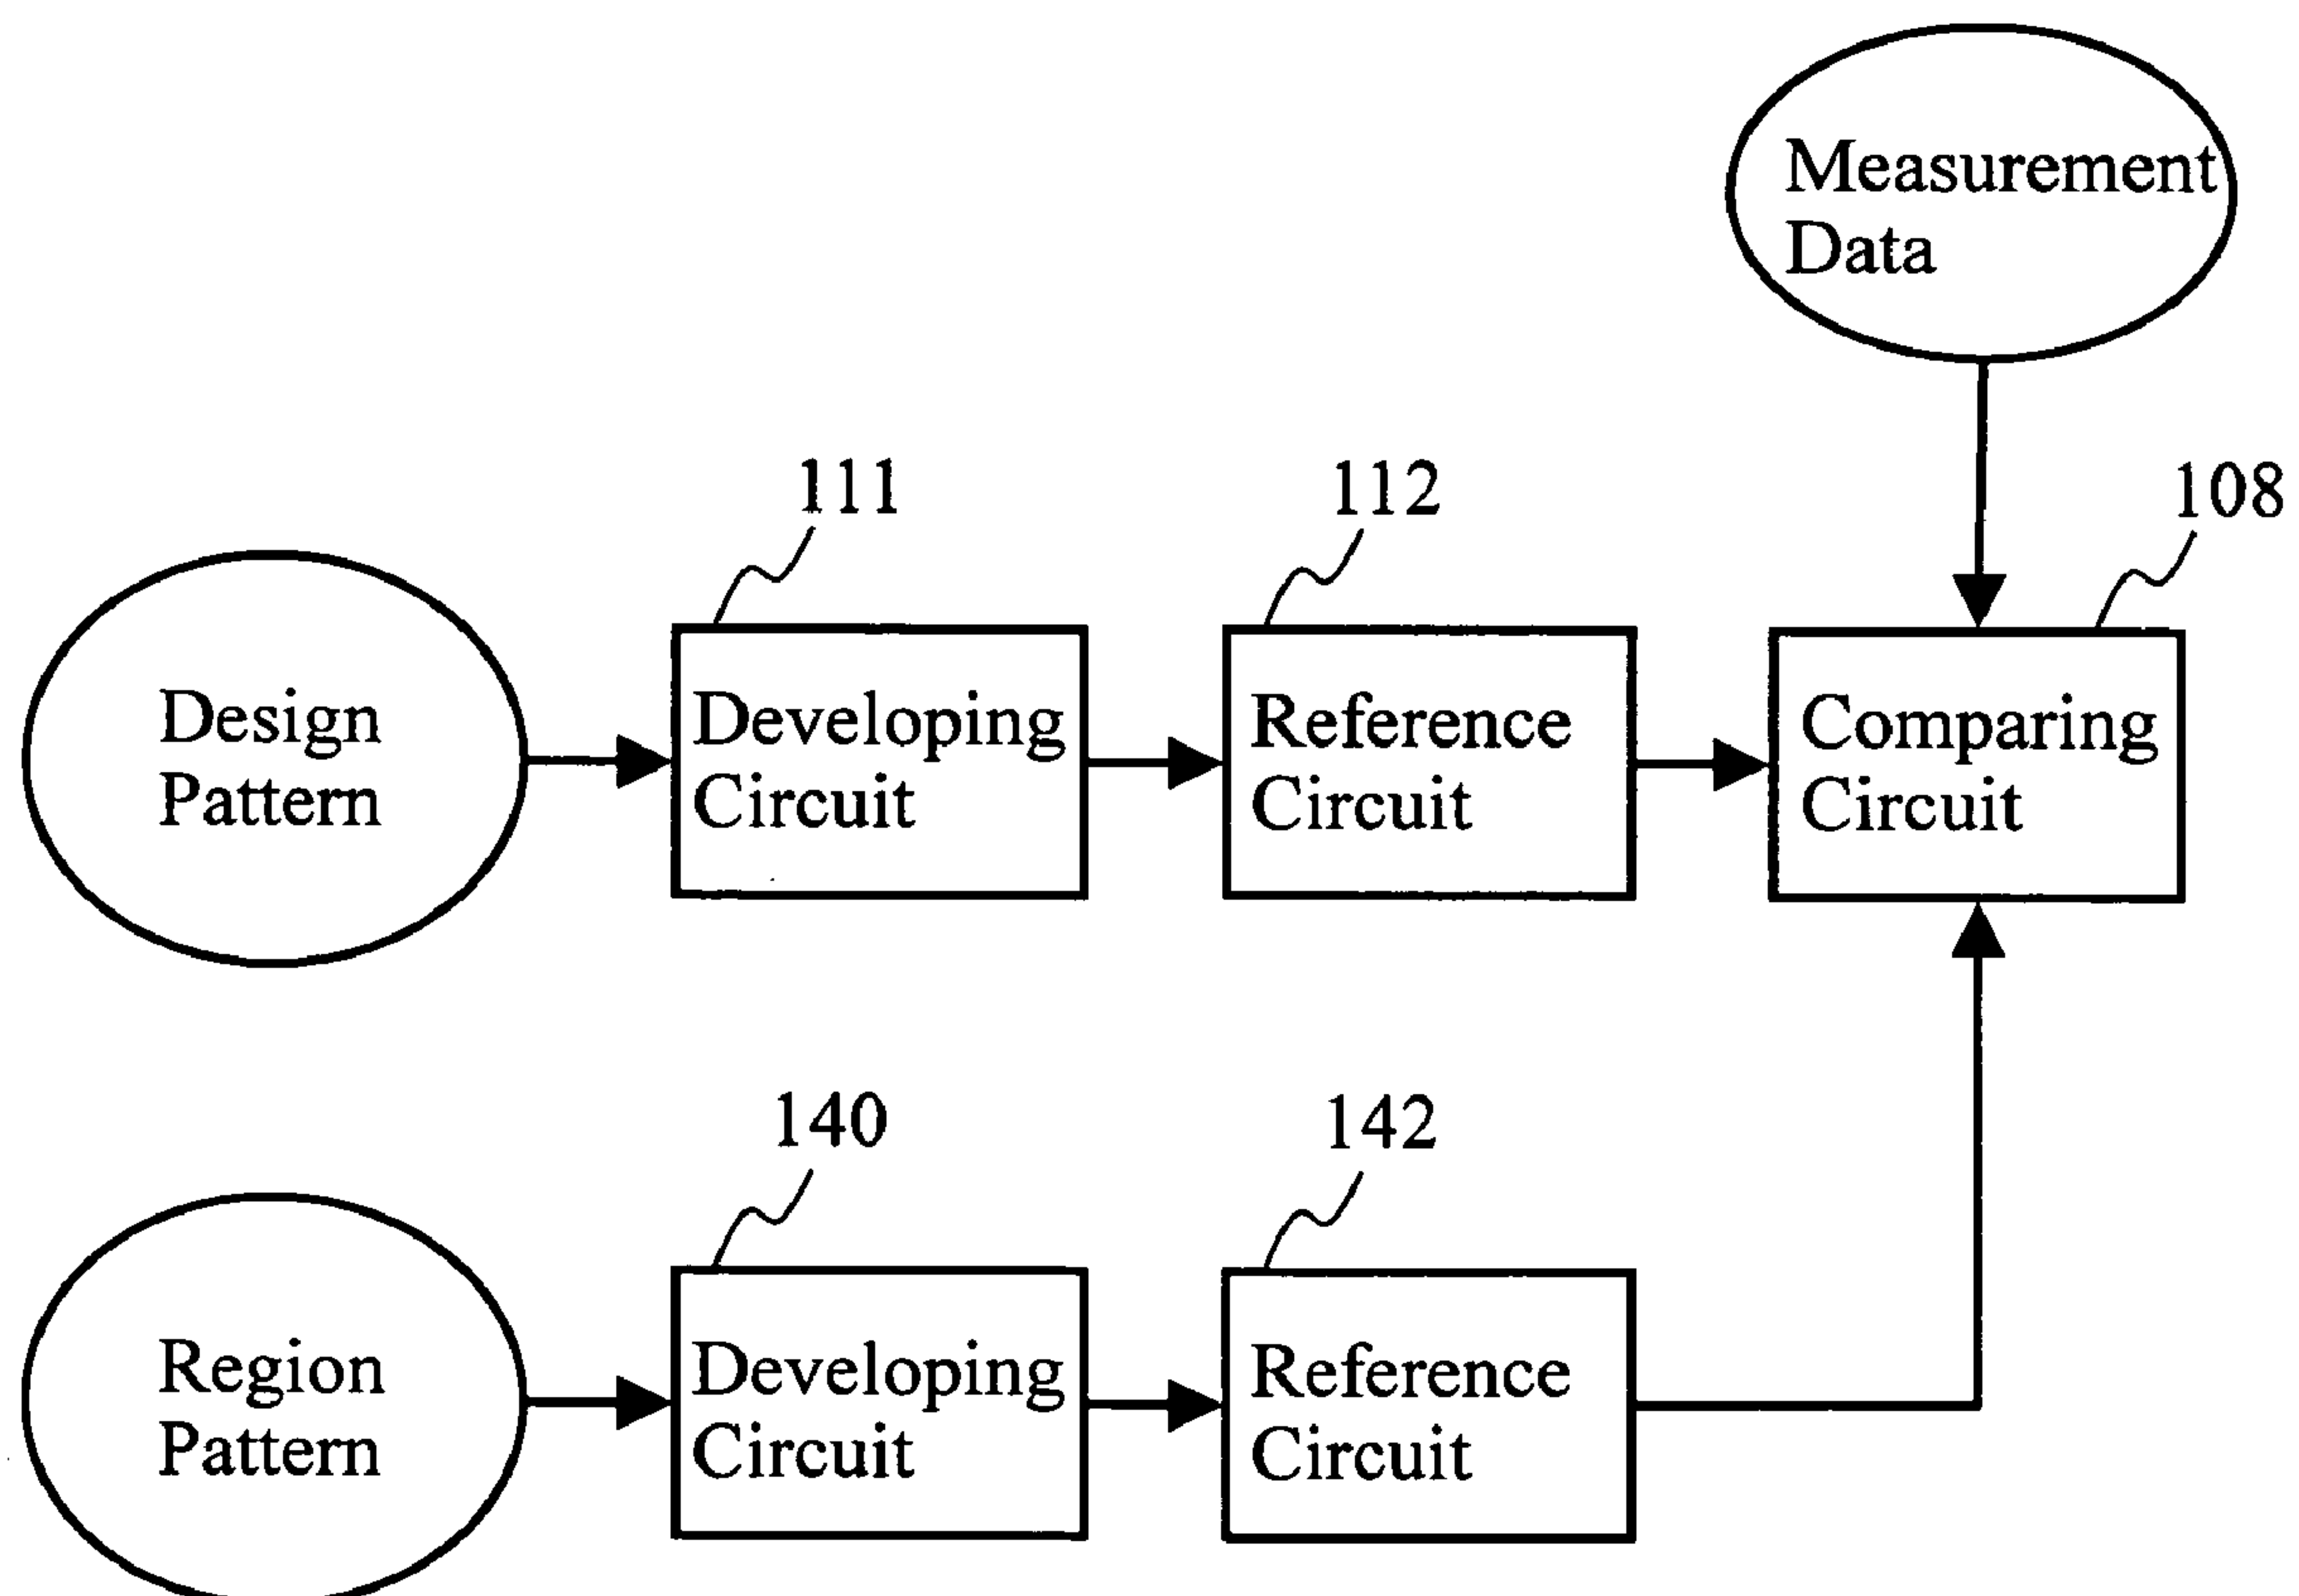 Measurement
Data
111
112
108
Design
Pattern
Developing
Circuit
Reference
Circuit
Comparing
Circuit
140
142
Region
Pattern
Developing
Circuit
Reference
Circuit